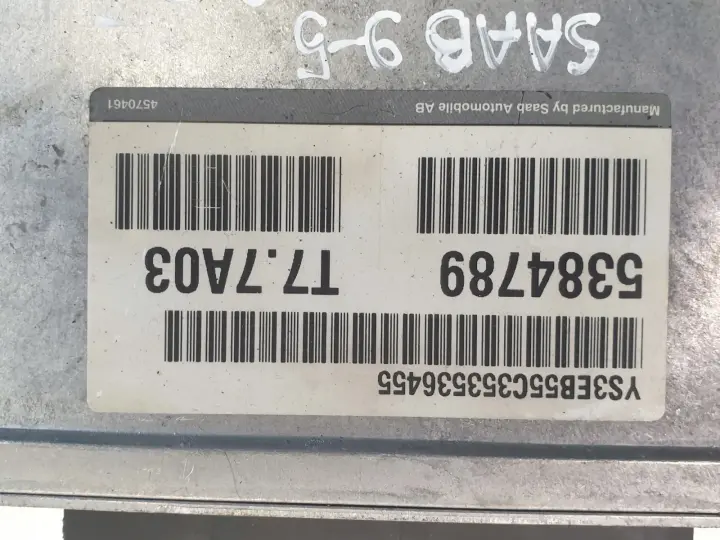 YS3EB55C353536455
5384789 T7.7A03
Manufactured by Saab Automobile AB 4570461
SAAB 9-5